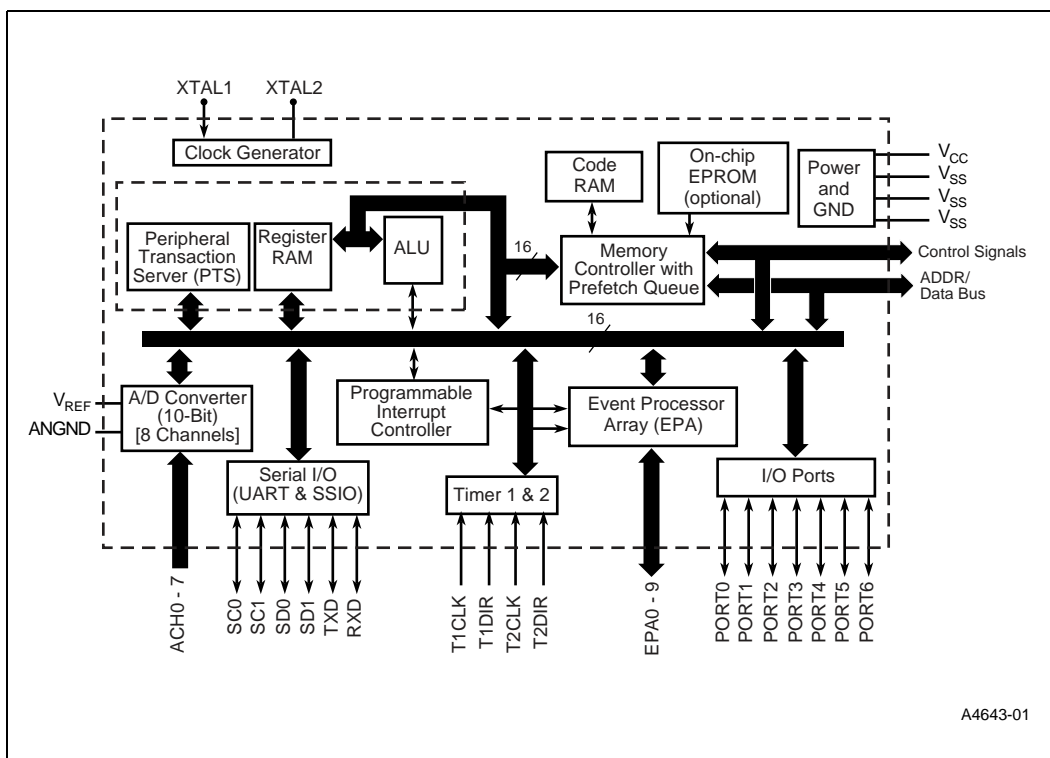 XTAL1
XTAL2
Clock Generator
Code
RAM
On-chip
EPROM
(optional)
Power
and
GND
VCC
VSS
VSS
VSS
Peripheral
Transaction
Server (PTS)
Register
RAM
ALU
16
Memory
Controller with
Prefetch Queue
Control Signals
ADDR/
Data Bus
16
VREF
ANGND
A/D Converter
(10-Bit)
[8 Channels]
Programmable
Interrupt
Controller
Event Processor
Array (EPA)
Serial I/O
(UART & SSIO)
Timer 1 & 2
I/O Ports
ACH0 - 7
SC0
SC1
SD0
SD1
TXD
RXD
T1CLK
T1DIR
T2CLK
T2DIR
EPA0 - 9
PORT0
PORT1
PORT2
PORT3
PORT4
PORT5
PORT6
A4643-01